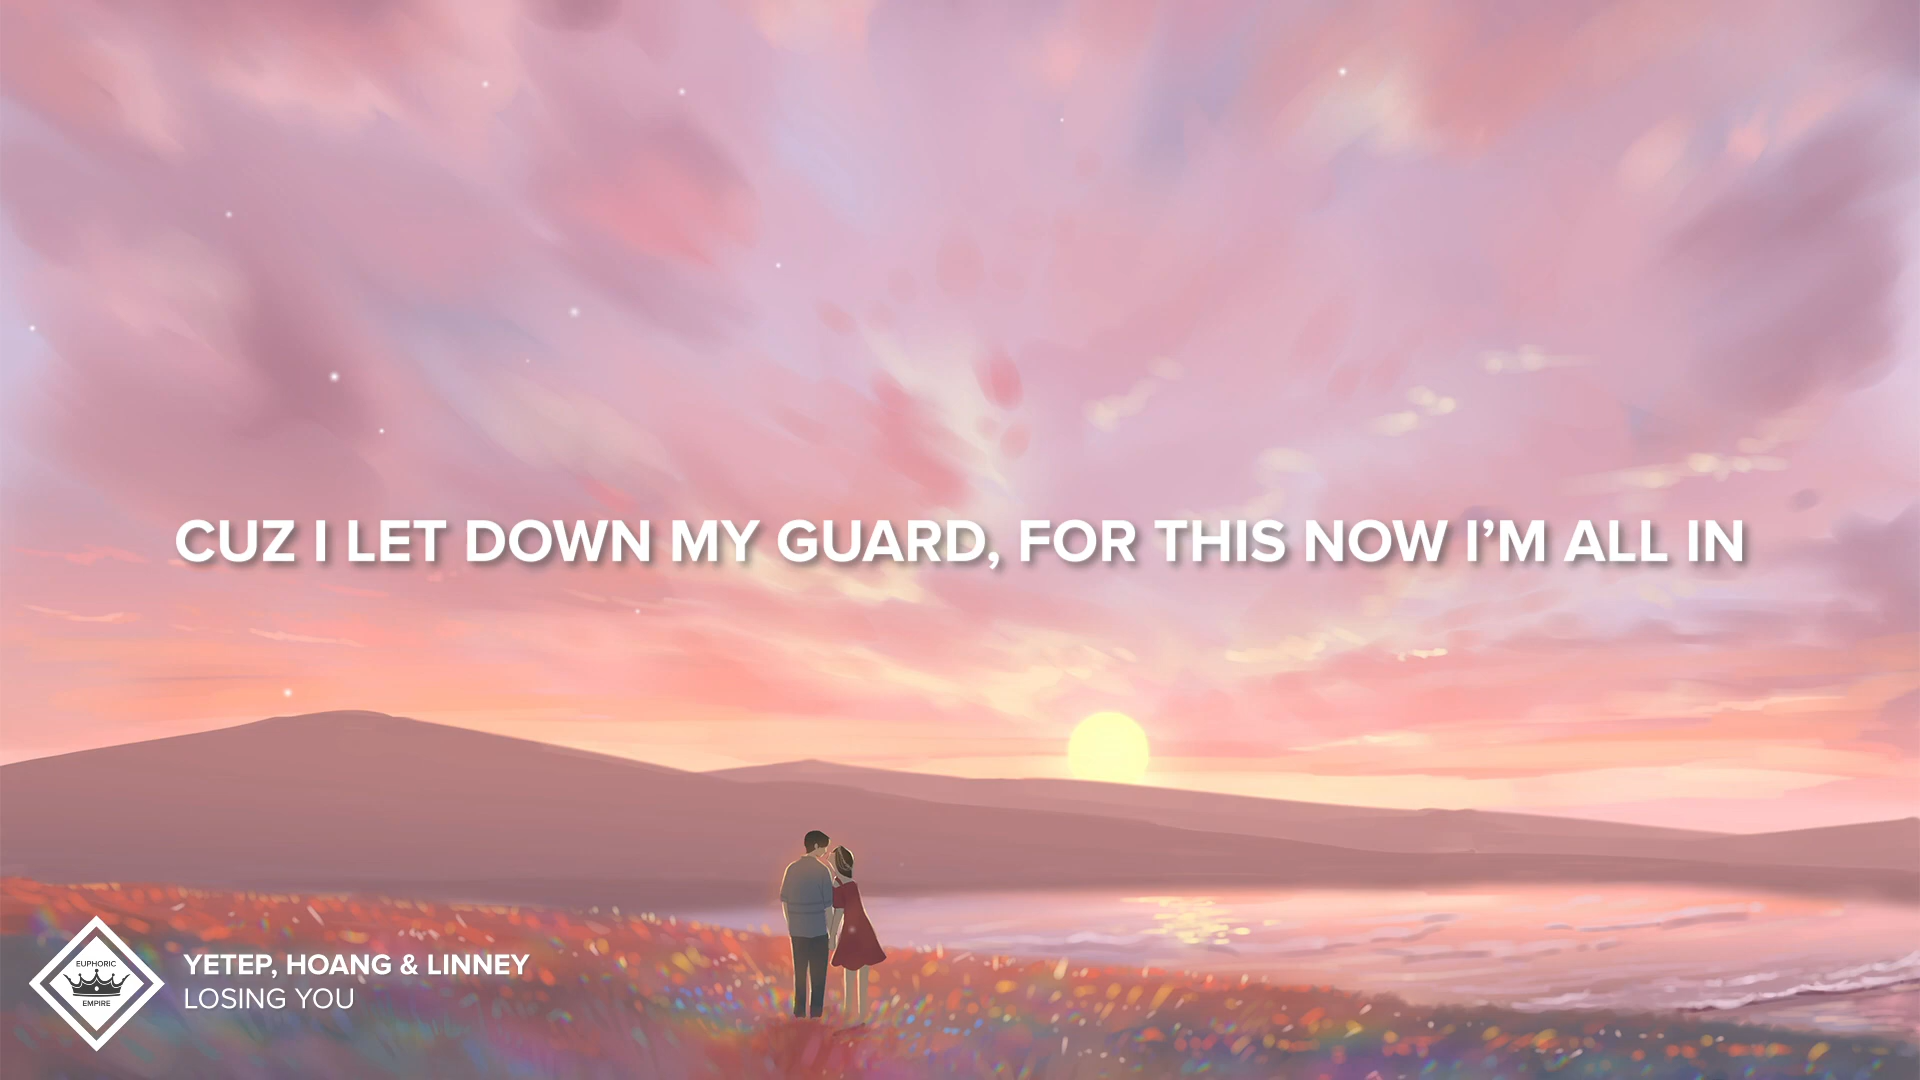 CUZ I LET DOWN MY GUARD, FOR THIS NOW I’M ALL IN
EUPHORIC
EMPIRE
YETEP, HOANG & LINNEY
LOSING YOU